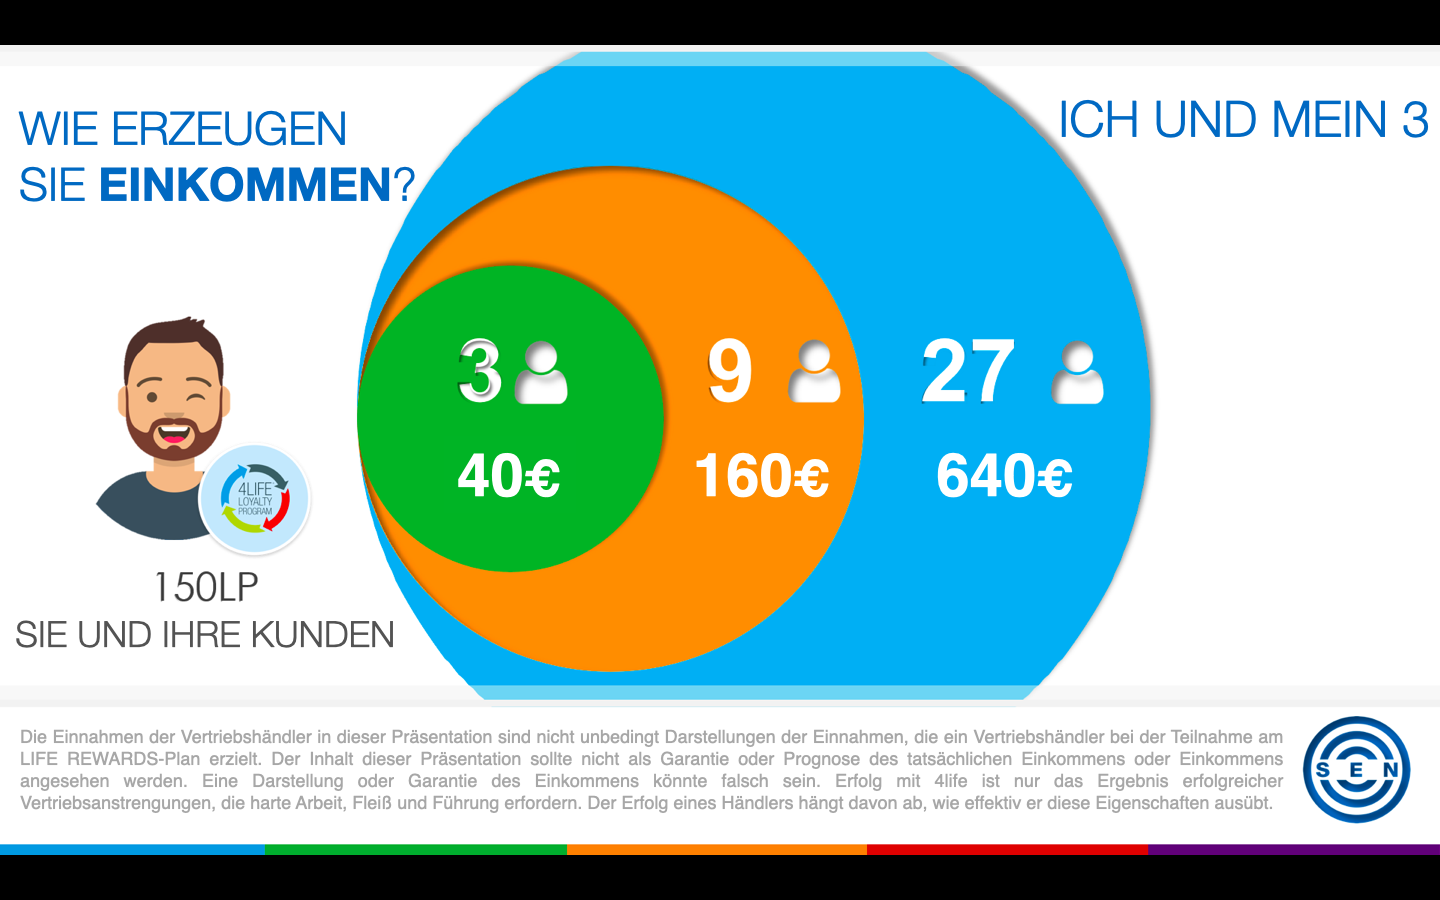 WIE ERZEUGEN
SIE EINKOMMEN?
ICH UND MEIN 3
3
9
27
40€
160€
640€
4LIFE
LOYALTY
PROGRAM
150LP
SIE UND IHRE KUNDEN
Die Einnahmen der Vertriebshändler in dieser Präsentation sind nicht unbedingt Darstellungen der Einnahmen, die ein Vertriebshändler bei der Teilnahme am
LIFE REWARDS-Plan erzielt. Der Inhalt dieser Präsentation sollte nicht als Garantie oder Prognose des tatsächlichen Einkommens oder Einkommens
angesehen werden. Eine Darstellung oder Garantie des Einkommens könnte falsch sein. Erfolg mit 4life ist nur das Ergebnis erfolgreicher
Vertriebsanstrengungen, die harte Arbeit, Fleiß und Führung erfordern. Der Erfolg eines Händlers hängt davon ab, wie effektiv er diese Eigenschaften ausübt.
SEN